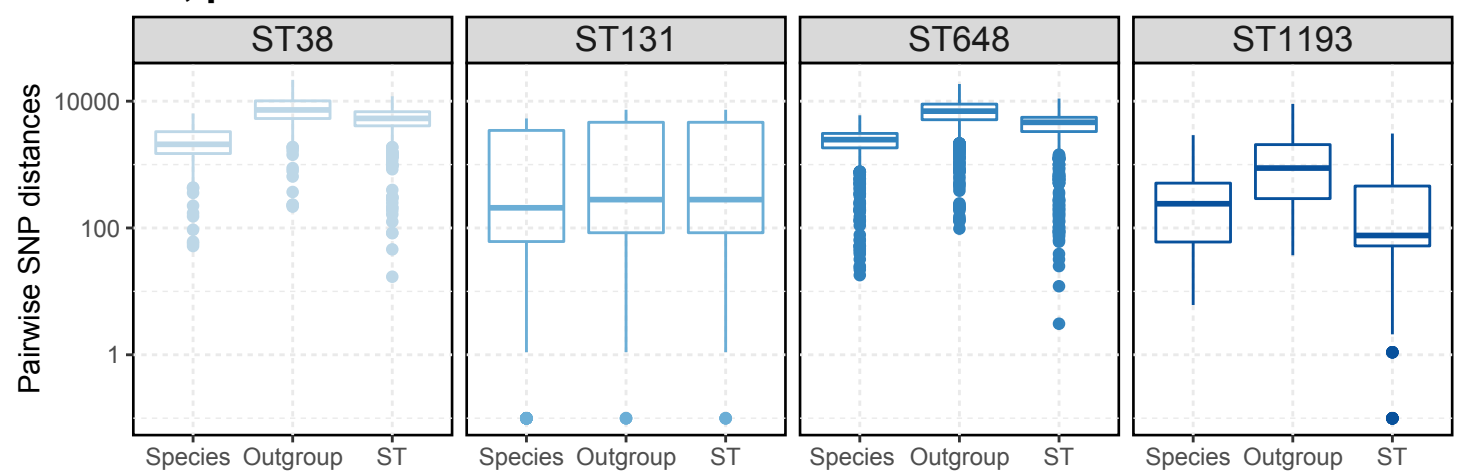 ST38 ST131 ST648 ST1193
Pairwise SNP distances
10000
100
1
Species Outgroup ST Species Outgroup ST Species Outgroup ST Species Outgroup ST